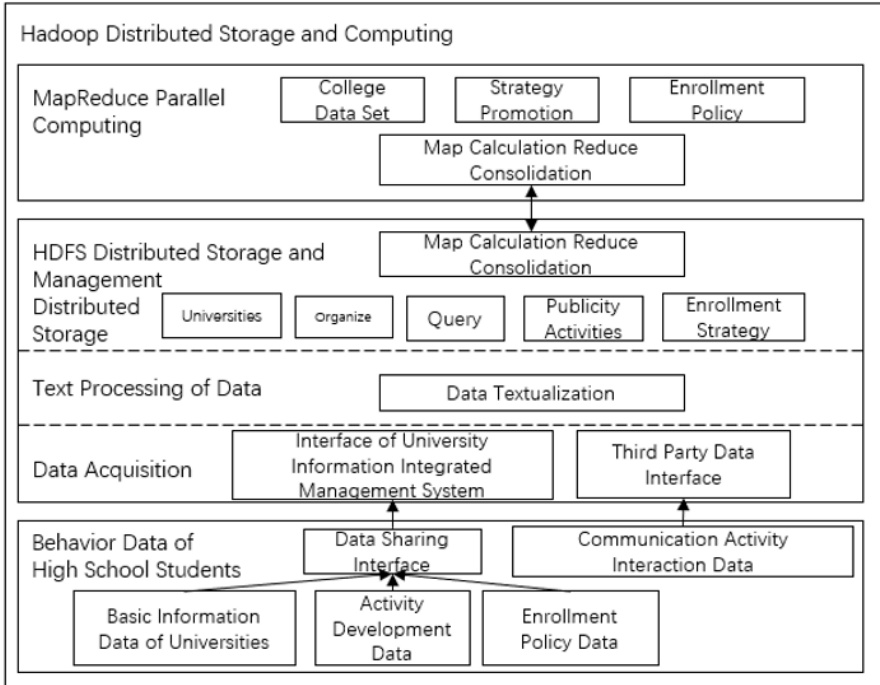 Hadoop Distributed Storage and Computing
MapReduce Parallel
Computing
College
Data Set
Strategy
Promotion
Enrollment
Policy
Map Calculation Reduce
Consolidation
HDFS Distributed Storage and
Management
Distributed
Storage
Map Calculation Reduce
Consolidation
Universities
Organize
Query
Publicity
Activities
Enrollment
Strategy
Text Processing of Data
Data Textualization
Data Acquisition
Interface of University
Information Integrated
Management System
Third Party Data
Interface
Behavior Data of
High School Students
Data Sharing
Interface
Communication Activity
Interaction Data
Basic Information
Data of Universities
Activity
Development
Data
Enrollment
Policy Data